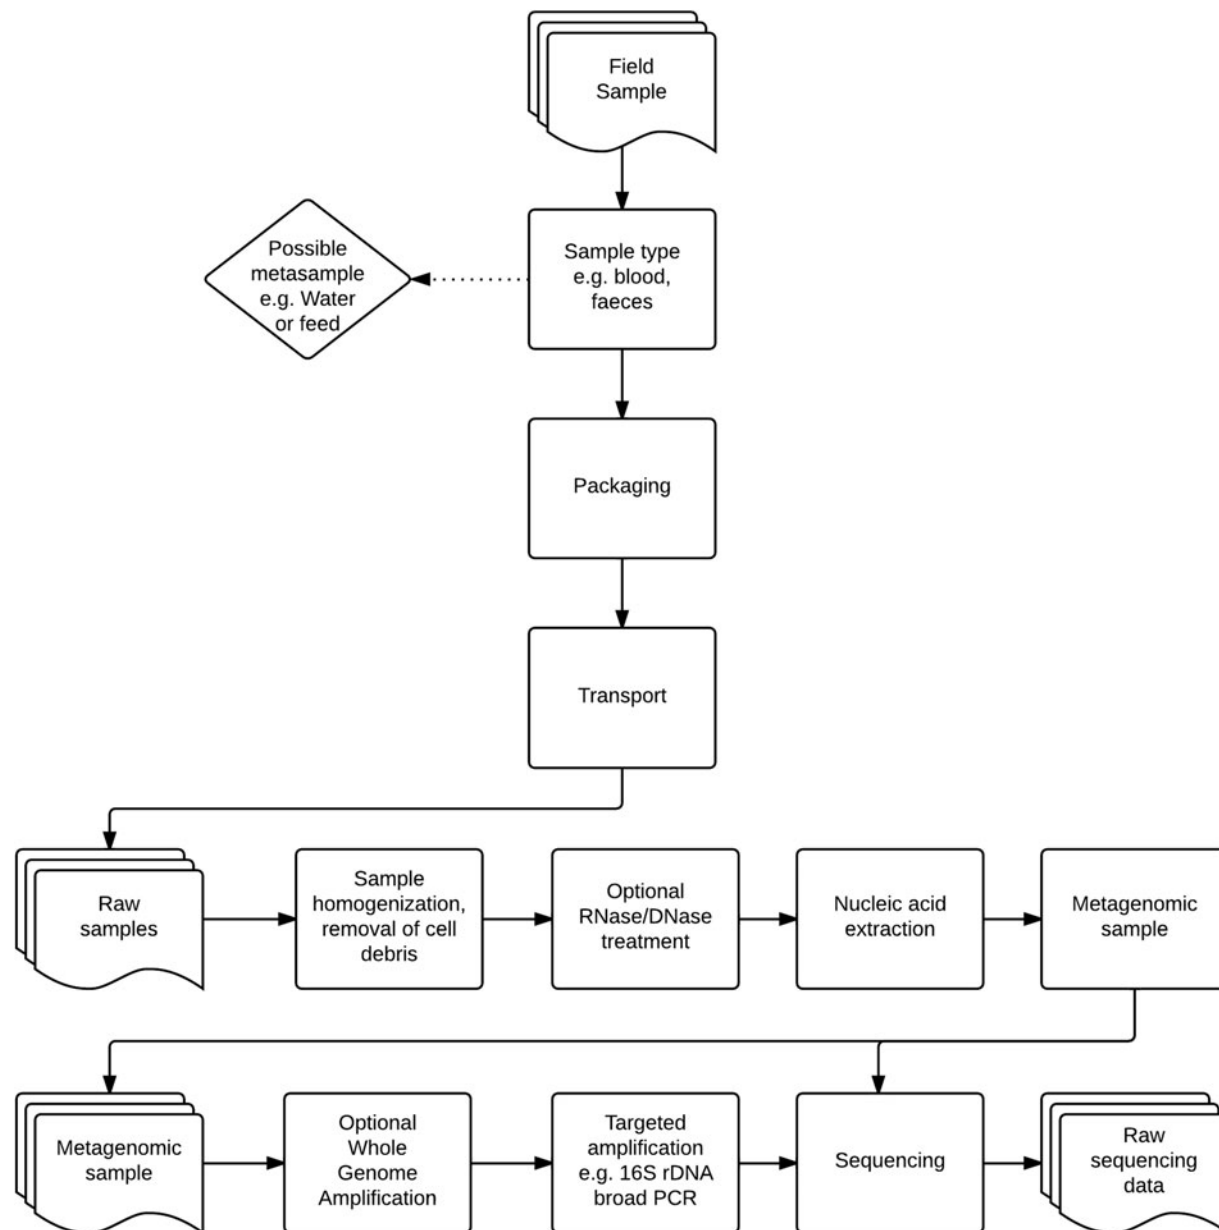 Field
Sample
Possible
metasample
e.g. Water
or feed
Sample type
e.g. blood,
faeces
Packaging
Transport
Raw
samples
Sample
homogenization,
removal of cell
debris
Optional
RNase/DNase
treatment
Nucleic acid
extraction
Metagenomic
sample
Metagenomic
sample
Optional
Whole
Genome
Amplification
Targeted
amplification
e.g. 16S rDNA
broad PCR
Sequencing
Raw
sequencing
data